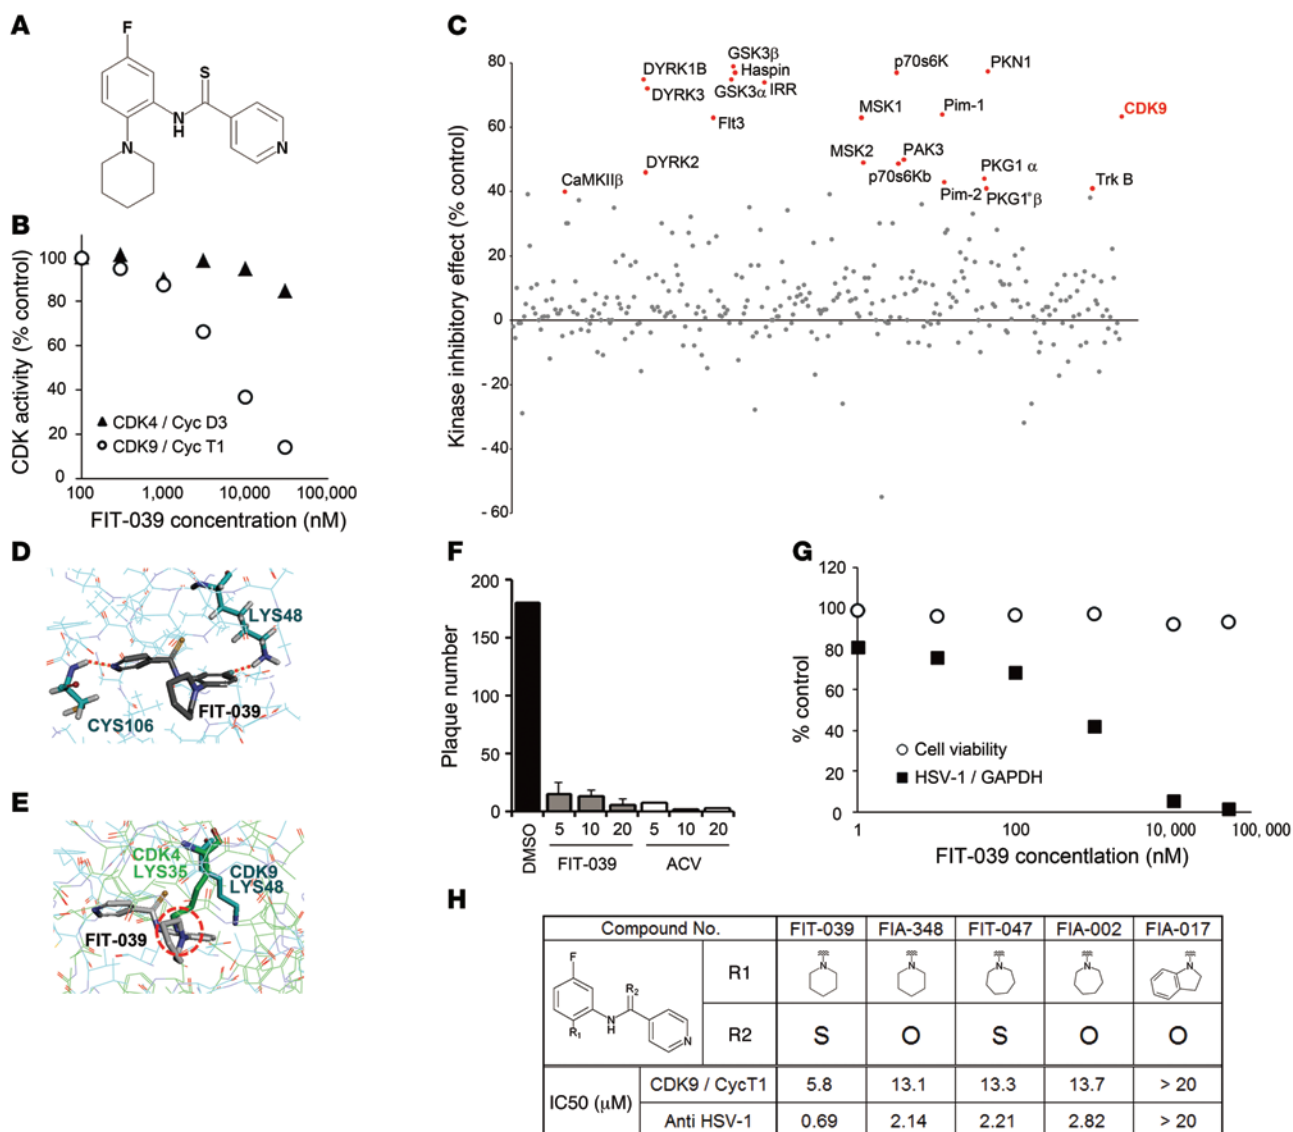 A
F
S
N
H
N
N
B
CDK activity (% control)
100
80
60
40
20
0
CDK4 / Cyc D3
CDK9 / Cyc T1
100 1,000 10,000 100,000
FIT-039 concentration (nM)
C
Kinase inhibitory effect (% control)
80
60
40
20
0
- 20
- 40
- 60
GSK3β
DYRK1B
Haspin
DYRK3
GSK3α
IRR
Flt3
DYRK2
CaMKIIβ
p70s6K
PKN1
MSK1
Pim-1
CDK9
MSK2
PAK3
p70s6Kb
PKG1 α
Pim-2
PKG1*β
Trk B
D
LYS48
FIT-039
CYS106
E
CDK4
LYS35
CDK9
LYS48
FIT-039
F
Plaque number
200
150
100
50
0
DMSO
5 10 20 5 10 20
FIT-039 ACV
G
% control
120
100
80
60
40
20
0
Cell viability
HSV-1 / GAPDH
1 100 10,000 100,000
FIT-039 concentlation (nM)
H
Compound No. FIT-039 FIA-348 FIT-047 FIA-002 FIA-017
F
R2
N
H
R1
N
R1 N N N N N
R2 S O S O O
IC50 (μM)
CDK9 / CycT1 5.8 13.1 13.3 13.7 > 20
Anti HSV-1 0.69 2.14 2.21 2.82 > 20